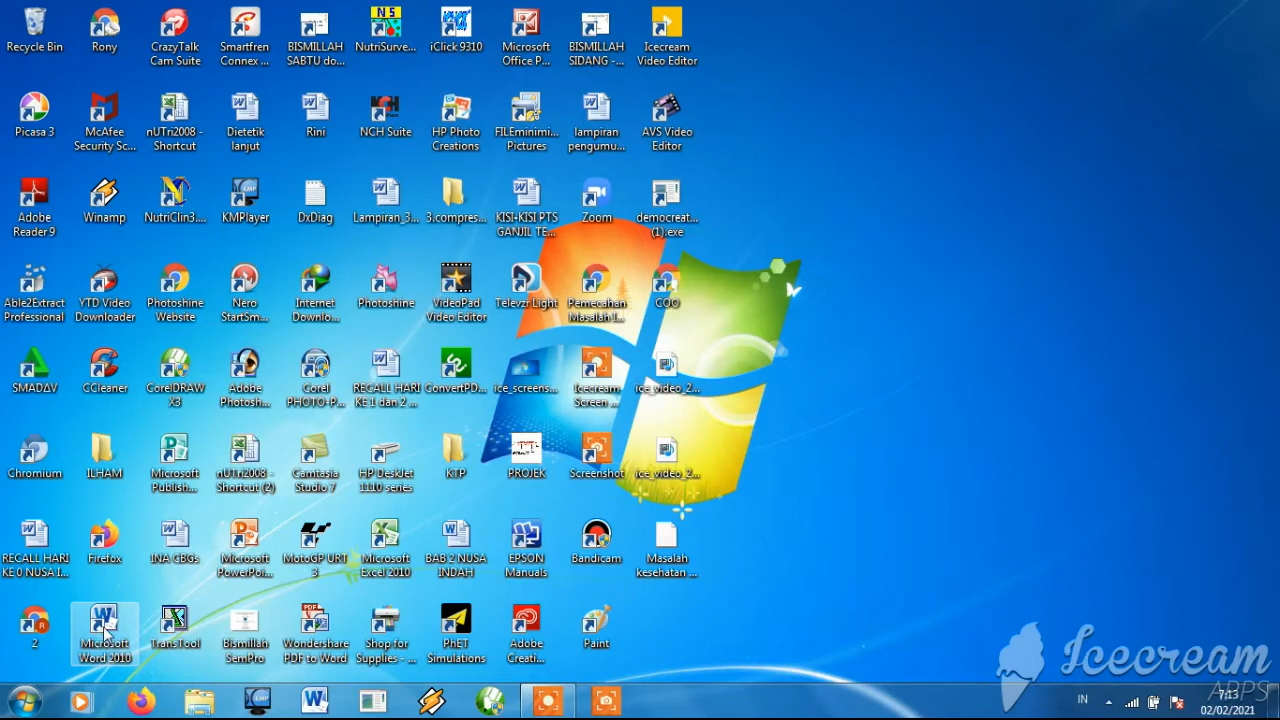 Recycle Bin
Rony
CrazyTalk
Cam Suite
Smartfren
Connex ...
BISMILLAH
SABTU do...
NutriSurve...
iClick 9310
Microsoft
Office P...
BISMILLAH
SIDANG -...
Icecream
Video Editor
Picasa 3
McAfee
Security Sc...
nUTri2008 -
Shortcut
Dietetik
lanjut
Rini
NCH Suite
HP Photo
Creations
FILEminimi...
Pictures
lampiran
pengumu...
AVS Video
Editor
Adobe
Reader 9
Winamp
NutriClin3....
KMPlayer
DxDiag
Lampiran_3...
3.compres...
KISI-KISI PTS
GANJIL TE...
Zoom
democreat...
(1).exe
Able2Extract
Professional
YTD Video
Downloader
Photoshine
Website
Nero
StartSm...
Internet
Downlo...
Photoshine
VideoPad
Video Editor
Televzr Light
Pemecahan
Masalah I...
COO
SMADΔV
CCleaner
CorelDRAW
X3
Adobe
Photosh...
Corel
PHOTO-P...
RECALL HARI
KE 1 dan 2 ...
ConvertPD...
ice_screens...
Icecream
Screen ...
ice_video_2...
Chromium
ILHAM
Microsoft
Publish...
nUTri2008 -
Shortcut (2)
Camtasia
Studio 7
HP DeskJet
1110 series
KTP
PROJEK
Screenshot
ice_video_2...
RECALL HARI
KE 0 NUSA I...
Firefox
INA CBGs
Microsoft
PowerPoi...
MotoGP URT
3
Microsoft
Excel 2010
BAB 2 NUSA
INDAH
EPSON
Manuals
Bandicam
Masalah
kesehatan ...
2
Microsoft
Word 2010
TransTool
Bismillah
SemPro
Wondershare
PDF to Word
Shop for
Supplies - ...
PhET
Simulations
Adobe
Creati...
Paint
Icecream
APPS
IN
7:13
02/02/2021